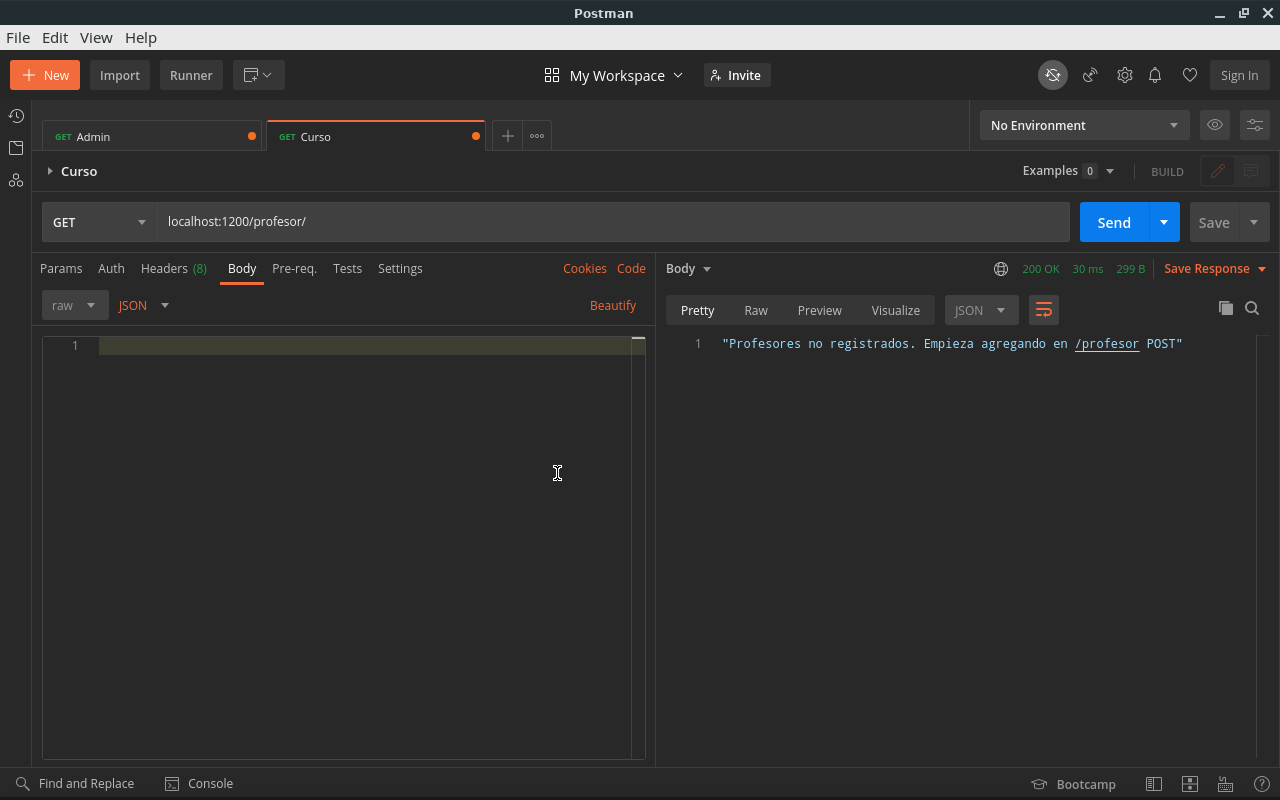 Postman
File Edit View Help
New Import Runner My Workspace Invite Sign In
GET Admin GET Curso No Environment
Curso Examples 0 BUILD
GET localhost:1200/profesor/ Send Save
Params Auth Headers (8) Body Pre-req. Tests Settings Cookies Code Body 200 OK 30 ms 299 B Save Response
raw JSON Beautify Pretty Raw Preview Visualize JSON
1
1 "Profesores no registrados. Empieza agregando en /profesor POST"
Find and Replace Console Bootcamp